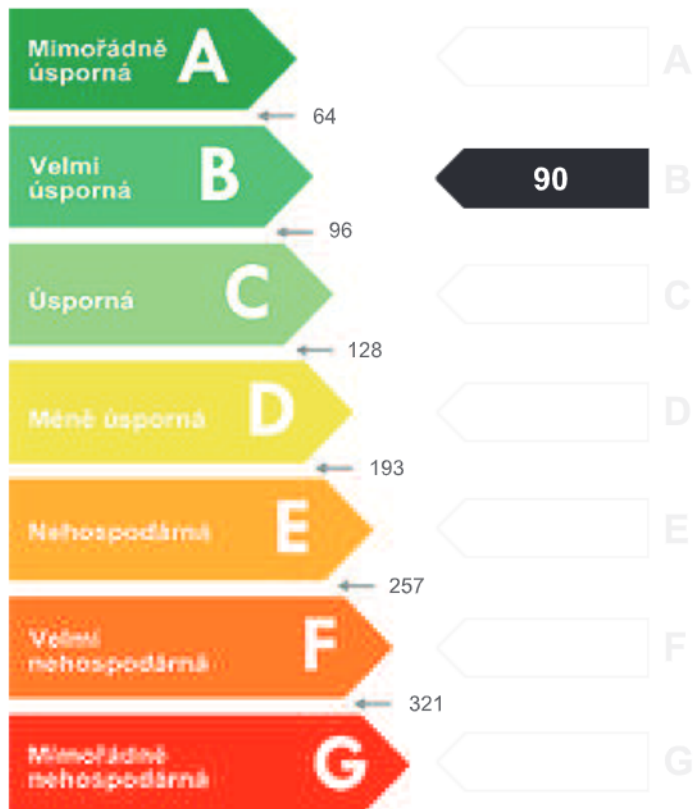 Mimořádně
úsporná
A
A
64
Velmi
úsporná
B
90
B
96
Úsporná
C
C
128
Méně úsporná
D
D
193
Nehospodárná
E
E
257
Velmi
nehospodárná
F
F
321
Mimořádně
nehospodárná
G
G